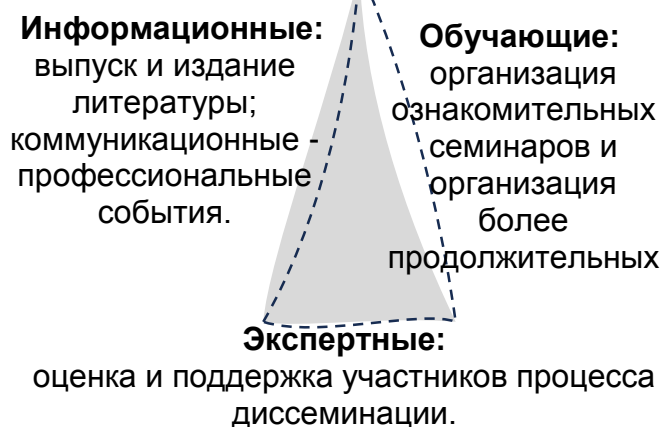 Информационные:
выпуск и издание
литературы;
коммуникационные -
профессиональные
события.
Обучающие:
организация
ознакомительных
семинаров и
организация
более
продолжительных
Экспертные:
оценка и поддержка участников процесса
диссеминации.